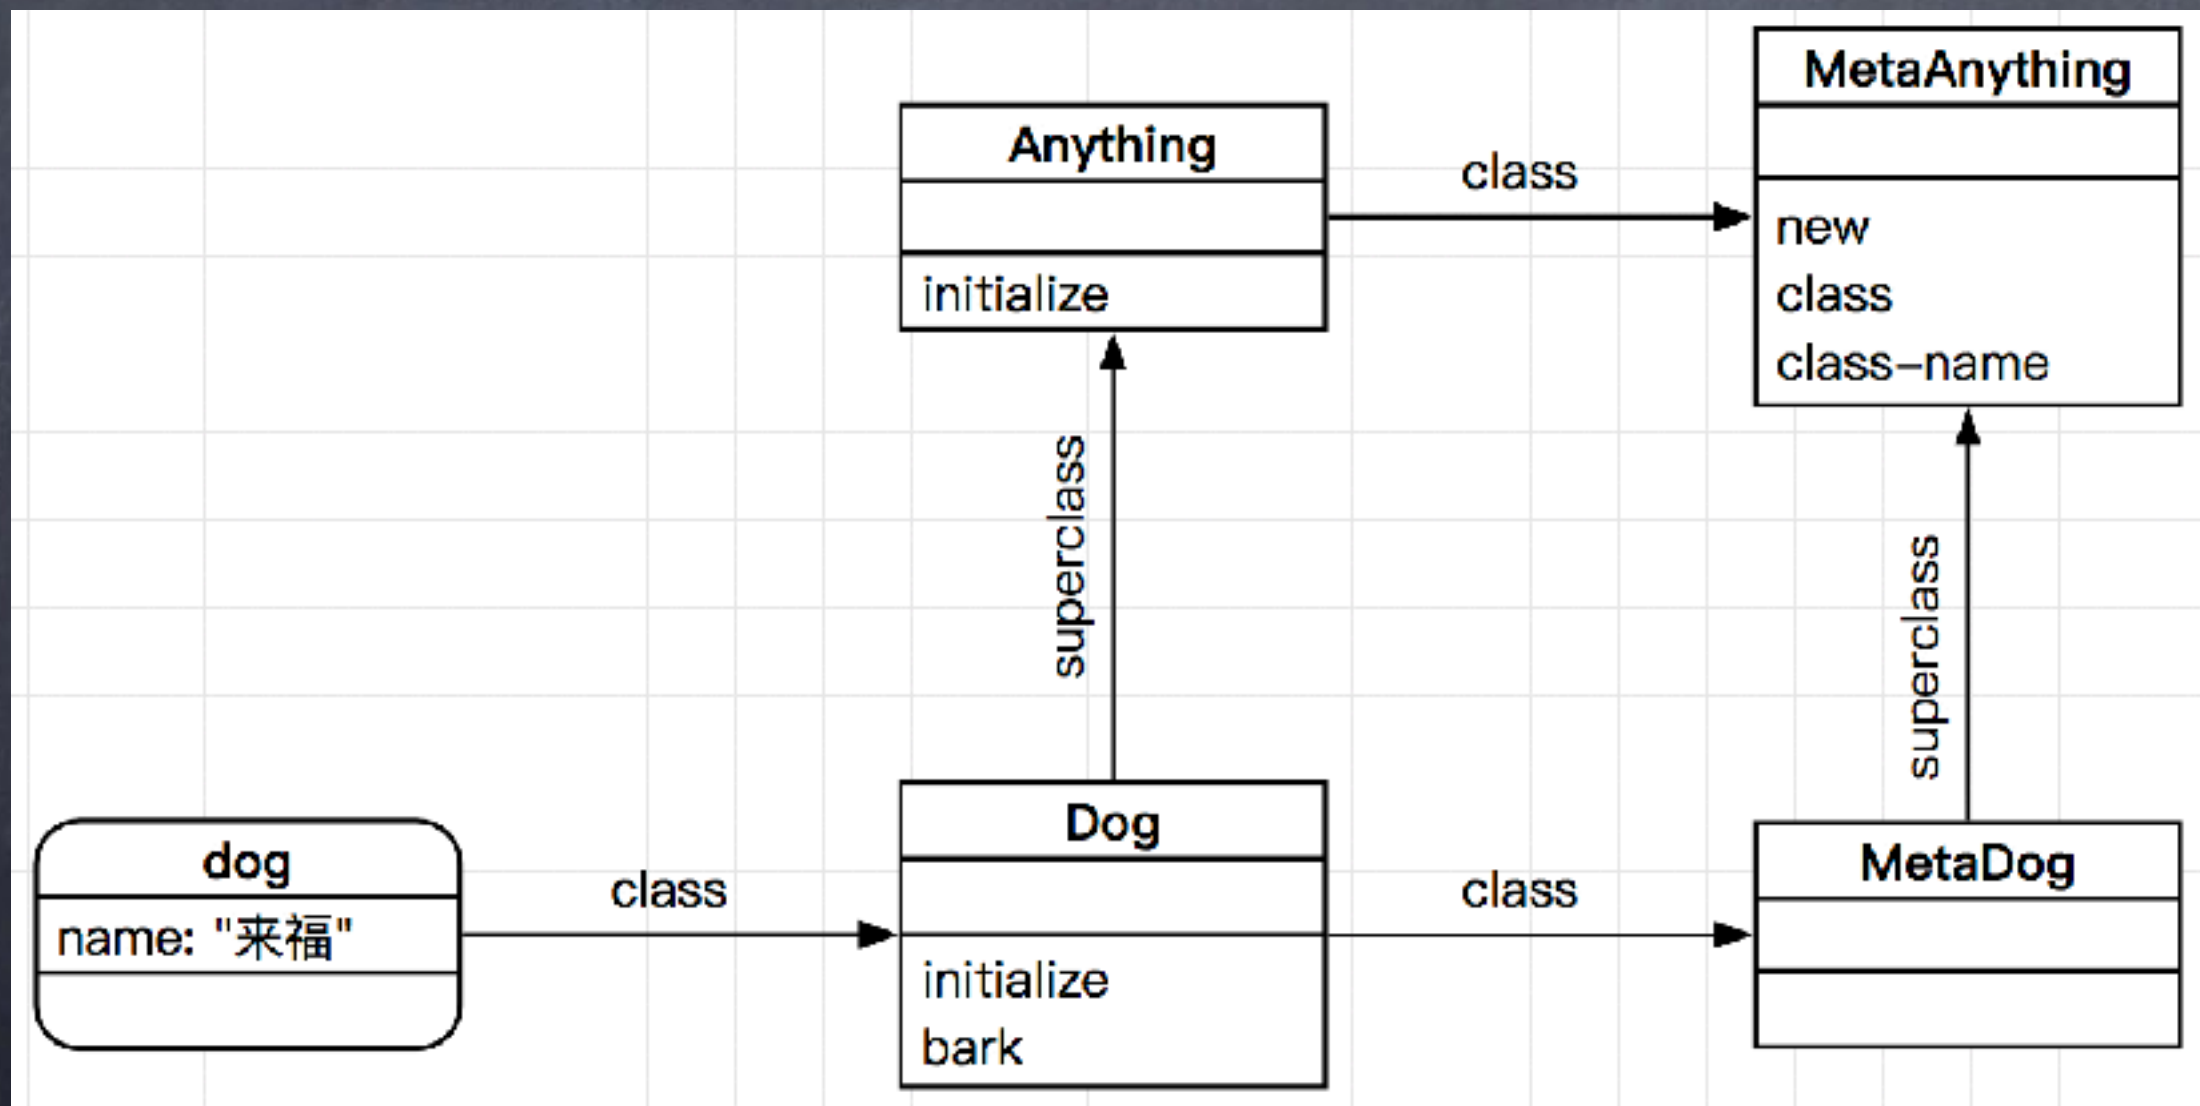 MetaAnything
new
class
class-name
Anything
initialize
class
superclass
superclass
Dog
initialize
bark
class
MetaDog
dog
name: "来福"
class